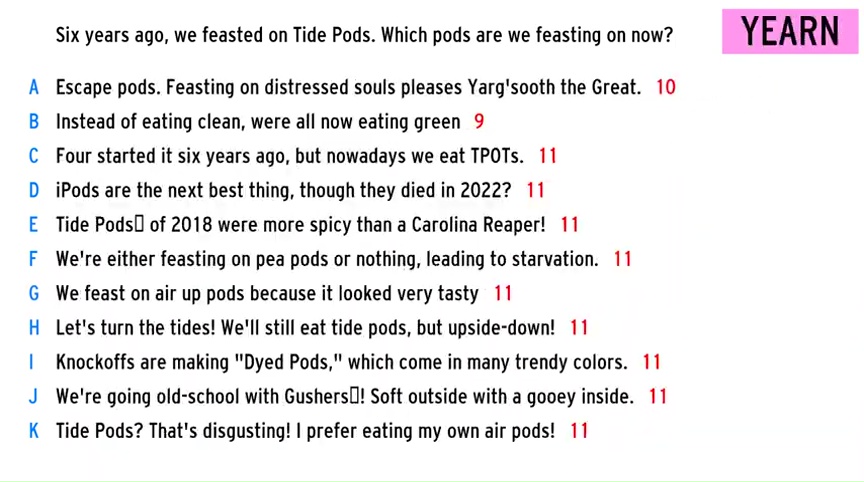 Six years ago, we feasted on Tide Pods. Which pods are we feasting on now?
YEARN
A Escape pods. Feasting on distressed souls pleases Yarg'sooth the Great. 10
B Instead of eating clean, were all now eating green 9
C Four started it six years ago, but nowadays we eat TPOTs. 11
D iPods are the next best thing, though they died in 2022? 11
E Tide Pods▯ of 2018 were more spicy than a Carolina Reaper! 11
F We're either feasting on pea pods or nothing, leading to starvation. 11
G We feast on air up pods because it looked very tasty 11
H Let's turn the tides! We'll still eat tide pods, but upside-down! 11
I Knockoffs are making "Dyed Pods," which come in many trendy colors. 11
J We're going old-school with Gushers▯! Soft outside with a gooey inside. 11
K Tide Pods? That's disgusting! I prefer eating my own air pods! 11